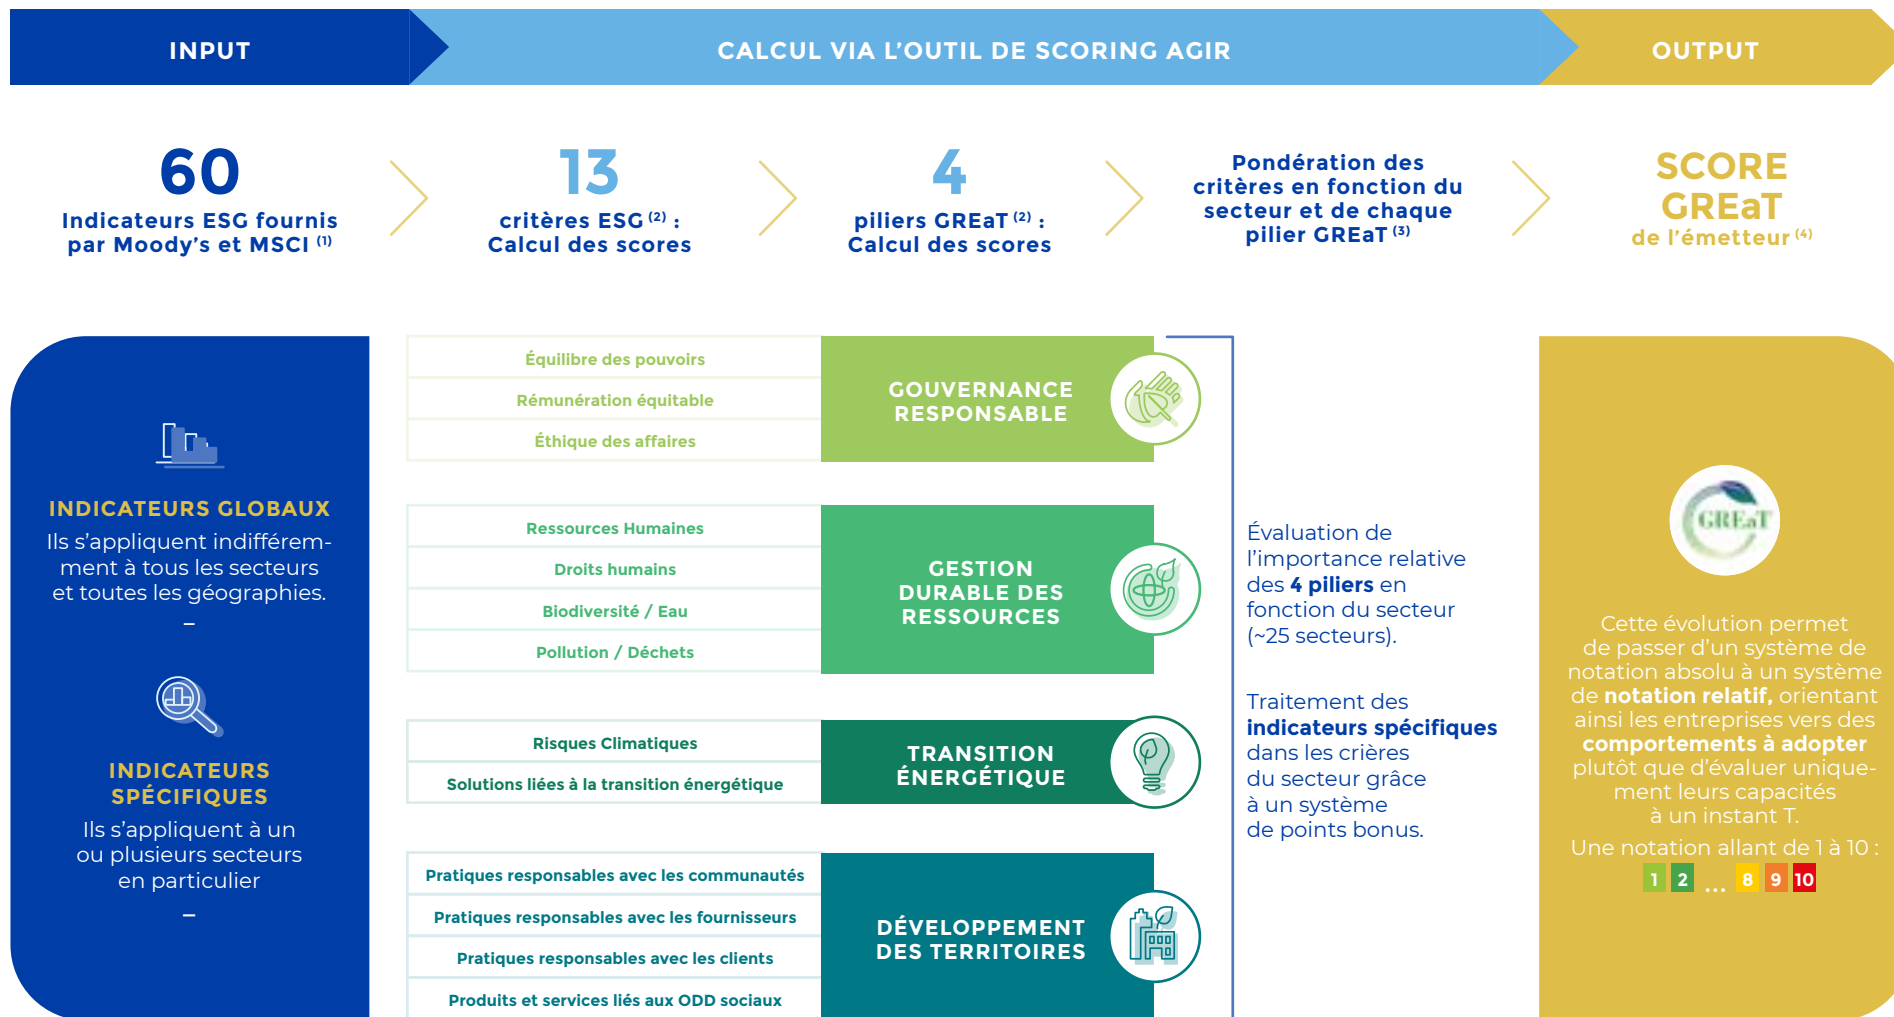 INPUT
CALCUL VIA L'OUTIL DE SCORING AGIR
OUTPUT
60
Indicateurs ESG fournis
par Moody's et MSCI (1)
13
critères ESG (2) :
Calcul des scores
4
piliers GREaT (2) :
Calcul des scores
Pondération des
critères en fonction du
secteur et de chaque
pilier GREaT (3)
SCORE
GREaT
de l'émetteur (4)
INDICATEURS GLOBAUX
Ils s'appliquent indifférem-
ment à tous les secteurs
et toutes les géographies.
–
INDICATEURS
SPÉCIFIQUES
Ils s'appliquent à un
ou plusieurs secteurs
en particulier
–
Équilibre des pouvoirs
Rémunération équitable
Éthique des affaires
GOUVERNANCE
RESPONSABLE
Ressources Humaines
Droits humains
Biodiversité / Eau
Pollution / Déchets
GESTION
DURABLE DES
RESSOURCES
Risques Climatiques
Solutions liées à la transition énergétique
TRANSITION
ÉNERGÉTIQUE
Pratiques responsables avec les communautés
Pratiques responsables avec les fournisseurs
Pratiques responsables avec les clients
Produits et services liés aux ODD sociaux
DÉVELOPPEMENT
DES TERRITOIRES
Évaluation de
l'importance relative
des 4 piliers en
fonction du secteur
(~25 secteurs).
Traitement des
indicateurs spécifiques
dans les crières
du secteur grâce
à un système
de points bonus.
GREaT
Cette évolution permet
de passer d'un système de
notation absolu à un système
de notation relatif, orientant
ainsi les entreprises vers des
comportements à adopter
plutôt que d'évaluer unique-
ment leurs capacités
à un instant T.
Une notation allant de 1 à 10 :
1 2 ... 8 9 10